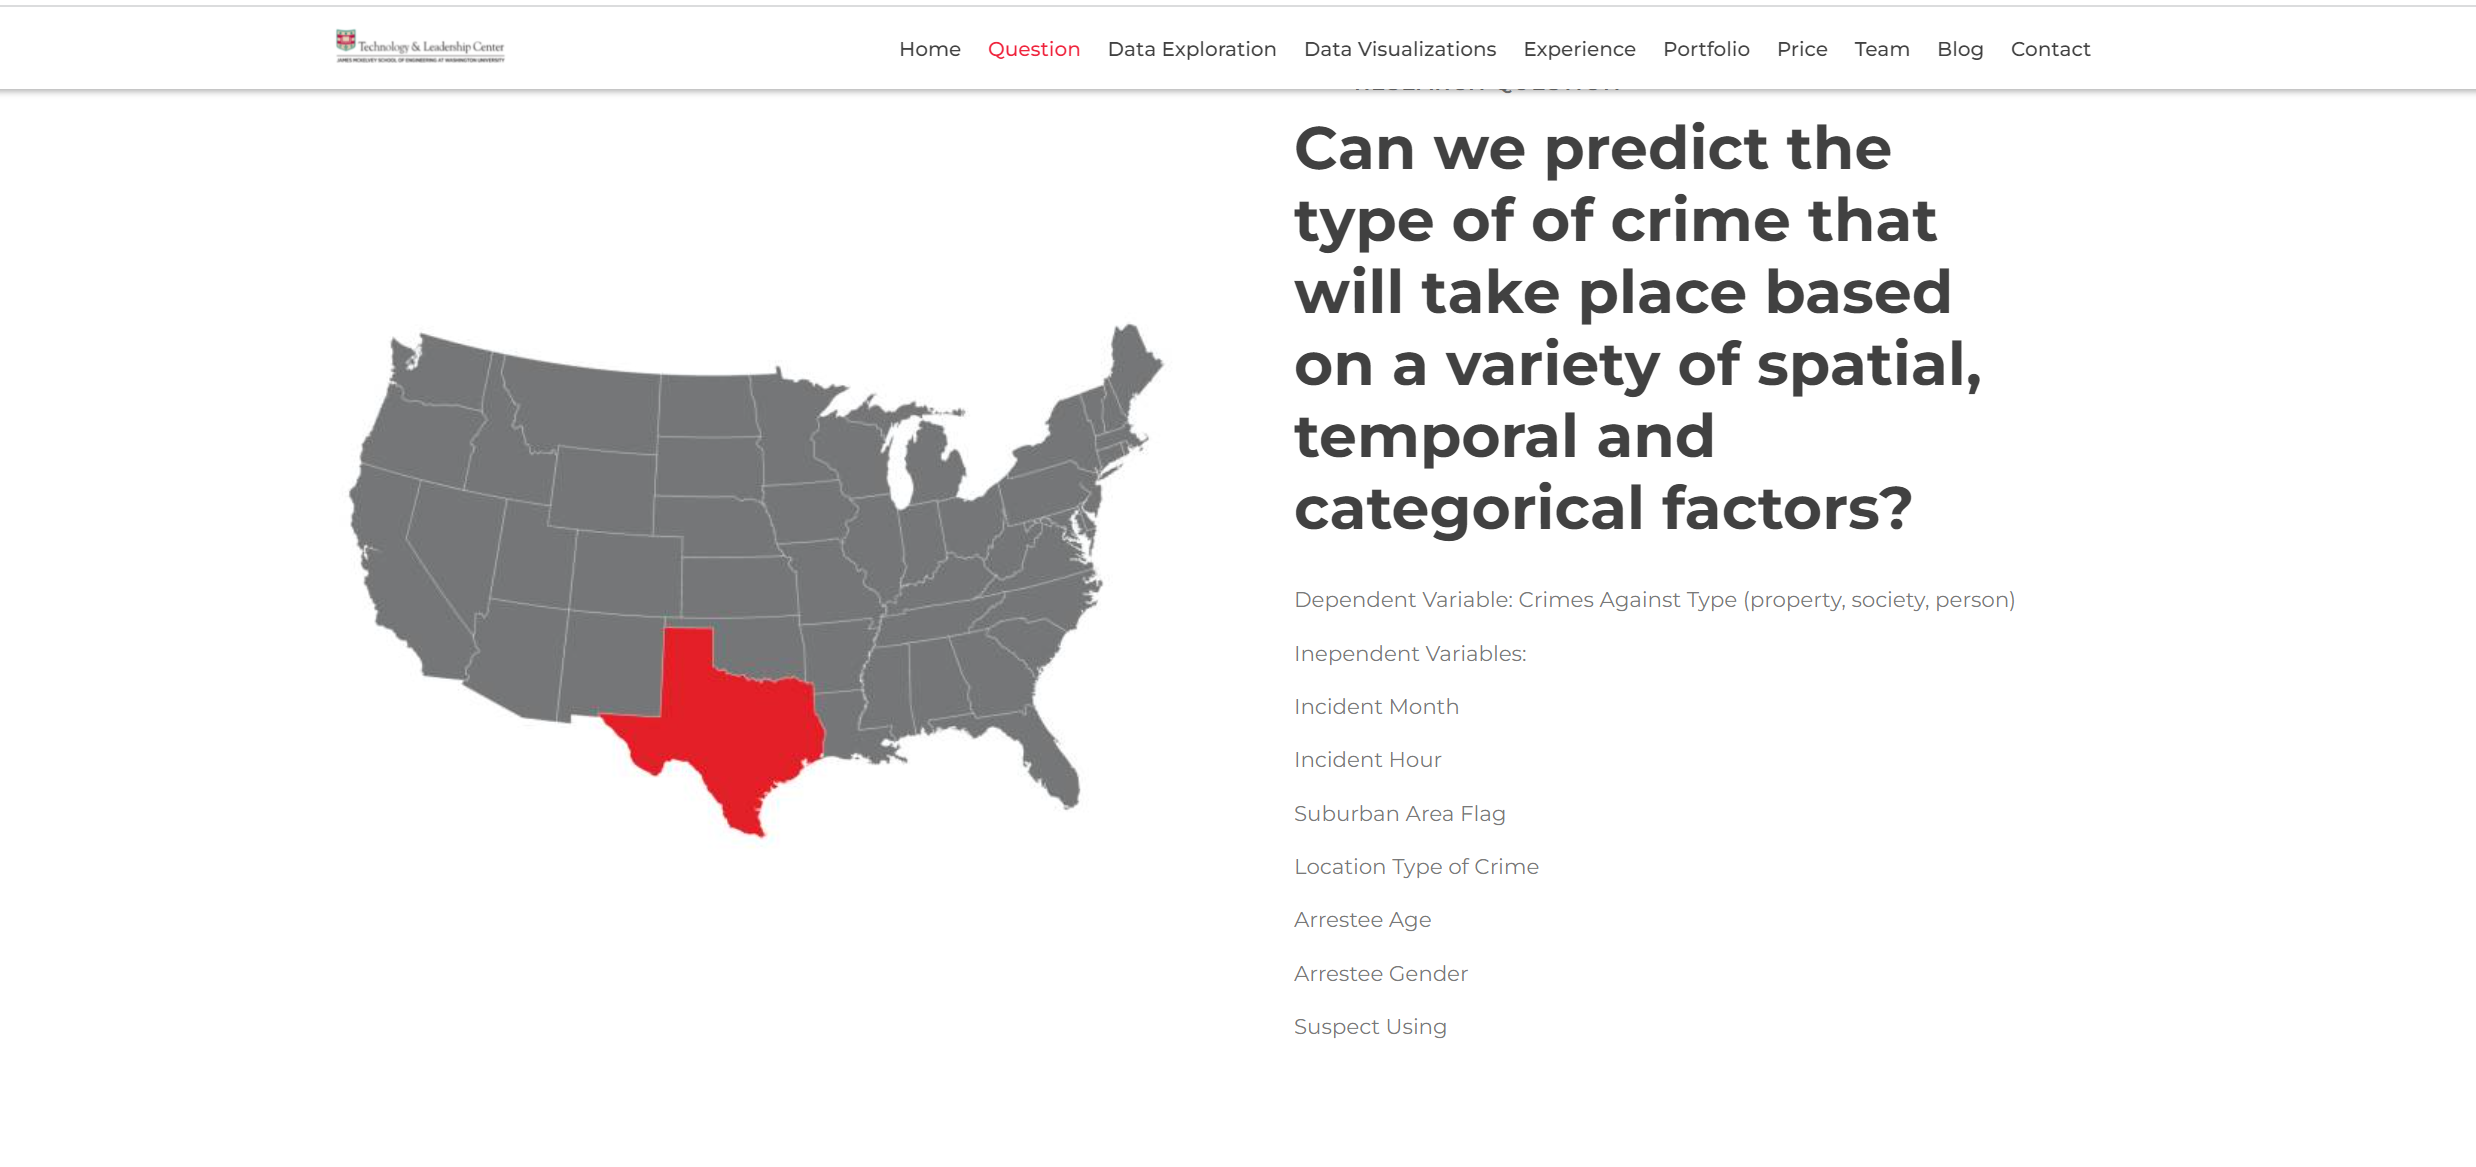 Technology & Leadership Center
JAMES MCKELVEY SCHOOL OF ENGINEERING AT WASHINGTON UNIVERSITY
Home Question Data Exploration Data Visualizations Experience Portfolio Price Team Blog Contact
RESEARCH QUESTION
Can we predict the
type of of crime that
will take place based
on a variety of spatial,
temporal and
categorical factors?
Dependent Variable: Crimes Against Type (property, society, person)
Inependent Variables:
Incident Month
Incident Hour
Suburban Area Flag
Location Type of Crime
Arrestee Age
Arrestee Gender
Suspect Using